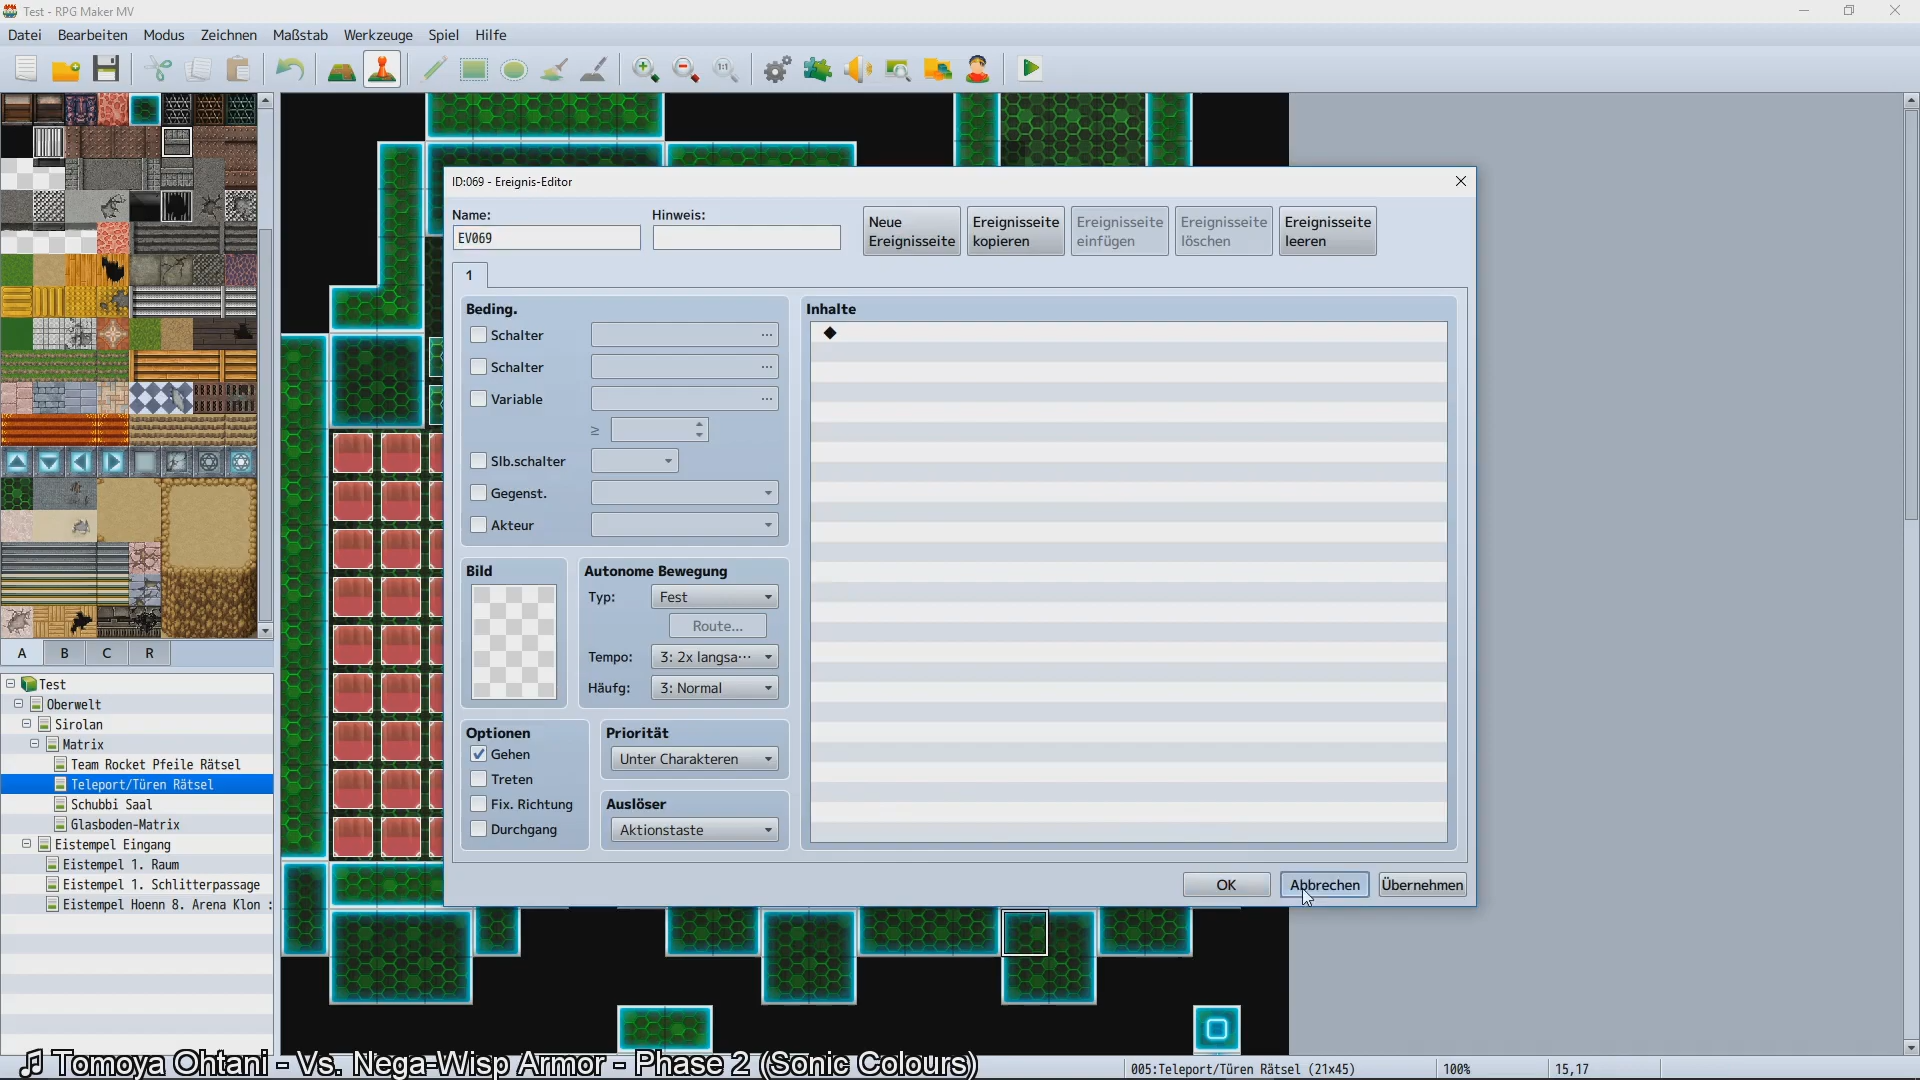 Test - RPG Maker MV
Datei Bearbeiten Modus Zeichnen Maßstab Werkzeuge Spiel Hilfe
1:1
ID:069 - Ereignis-Editor
Name:
Hinweis:
EV069
Neue Ereignisseite
Ereignisseite kopieren
Ereignisseite einfügen
Ereignisseite löschen
Ereignisseite leeren
1
Beding.
Schalter ...
Schalter ...
Variable ...
≥
Slb.schalter
Gegenst.
Akteur
Inhalte
◆
Bild
Autonome Bewegung
Typ: Fest
Route...
Tempo: 3: 2x langsa...
Häufg: 3: Normal
Optionen
Gehen
Treten
Fix. Richtung
Durchgang
Priorität
Unter Charakteren
Auslöser
Aktionstaste
OK
Abbrechen
Übernehmen
A B C R
Test
Oberwelt
Sirolan
Matrix
Team Rocket Pfeile Rätsel
Teleport/Türen Rätsel
Schubbi Saal
Glasboden-Matrix
Eistempel Eingang
Eistempel 1. Raum
Eistempel 1. Schlitterpassage
Eistempel Hoenn 8. Arena Klon :
♫ Tomoya Ohtani - Vs. Nega-Wisp Armor - Phase 2 (Sonic Colours)
005:Teleport/Türen Rätsel (21x45)
100%
15,17